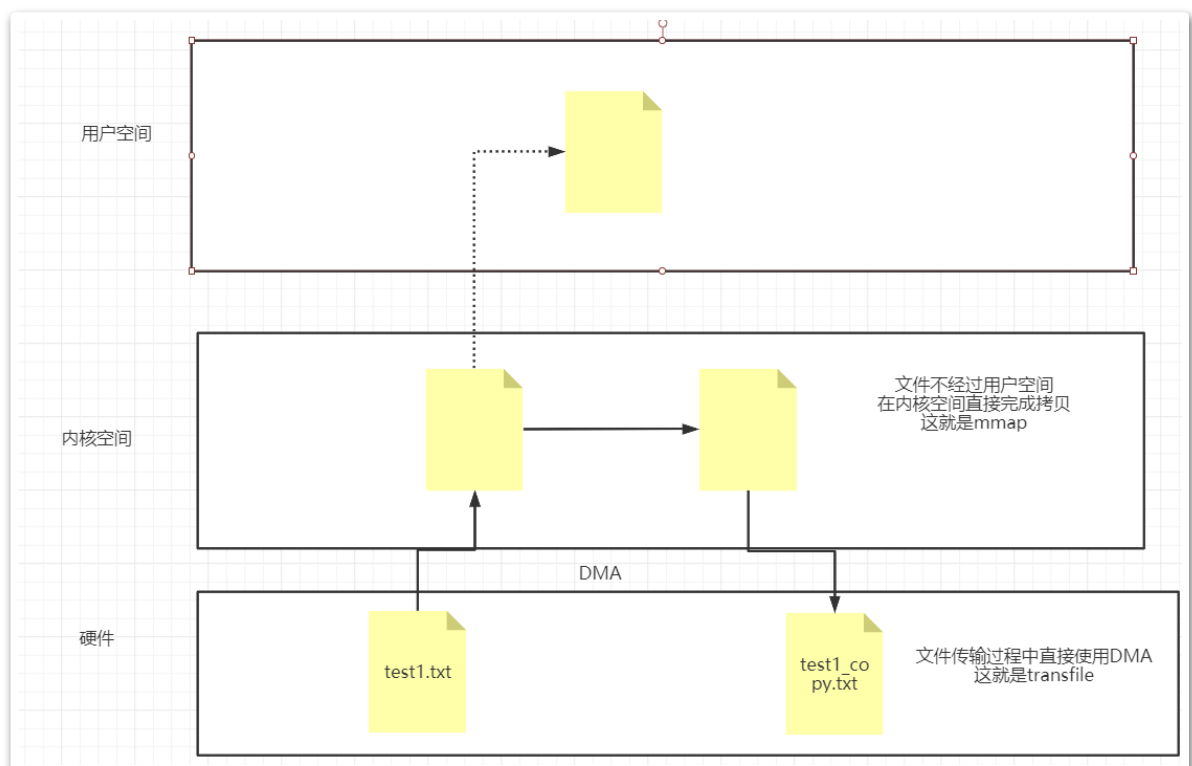 用户空间
文件不经过用户空间
在内核空间直接完成拷贝
这就是mmap
内核空间
DMA
硬件
test1.txt
test1_co
py.txt
文件传输过程中直接使用DMA
这就是transfile